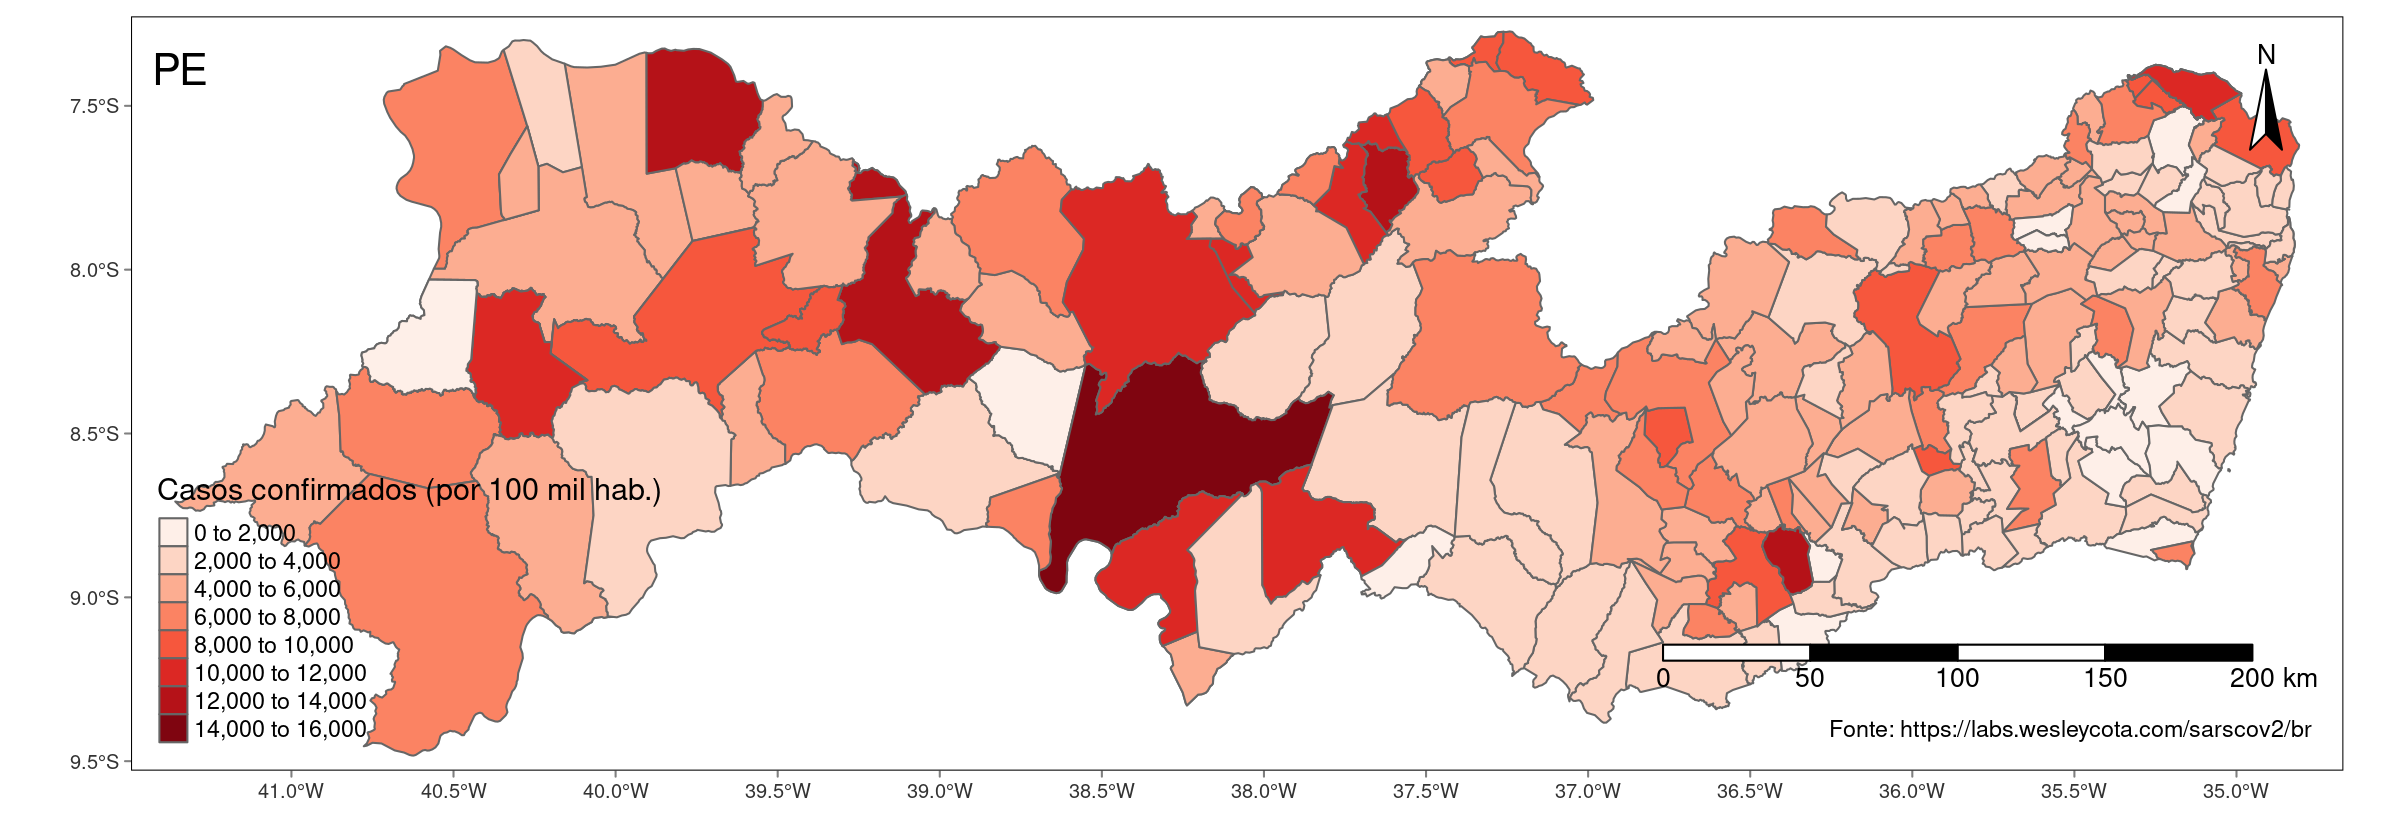 PE
N
7.5°S
8.0°S
8.5°S
9.0°S
9.5°S
Casos confirmados (por 100 mil hab.)
0 to 2,000
2,000 to 4,000
4,000 to 6,000
6,000 to 8,000
8,000 to 10,000
10,000 to 12,000
12,000 to 14,000
14,000 to 16,000
0 50 100 150 200 km
Fonte: https://labs.wesleycota.com/sarscov2/br
41.0°W 40.5°W 40.0°W 39.5°W 39.0°W 38.5°W 38.0°W 37.5°W 37.0°W 36.5°W 36.0°W 35.5°W 35.0°W